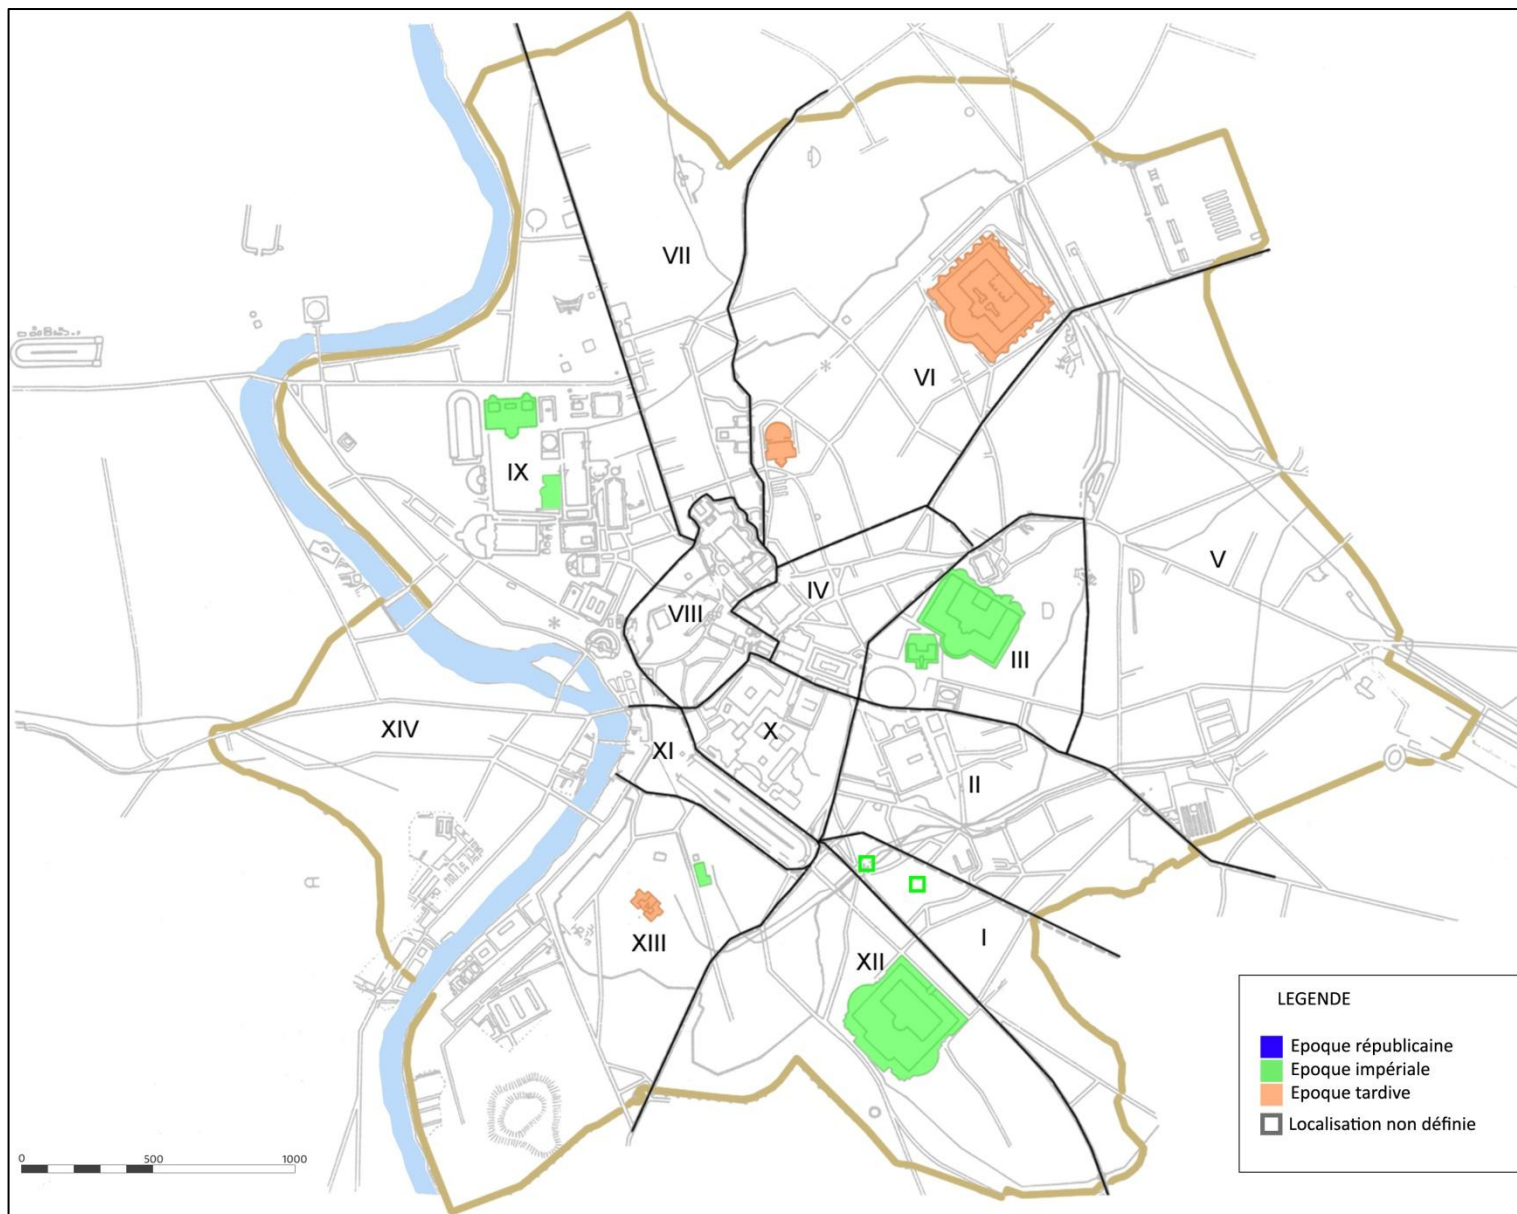 VII
VI
IX
V
IV
VIII
III
XIV
XI
X
II
XIII
XII
I
LEGENDE
Epoque républicaine
Epoque impériale
Epoque tardive
Localisation non définie
0 500 1000